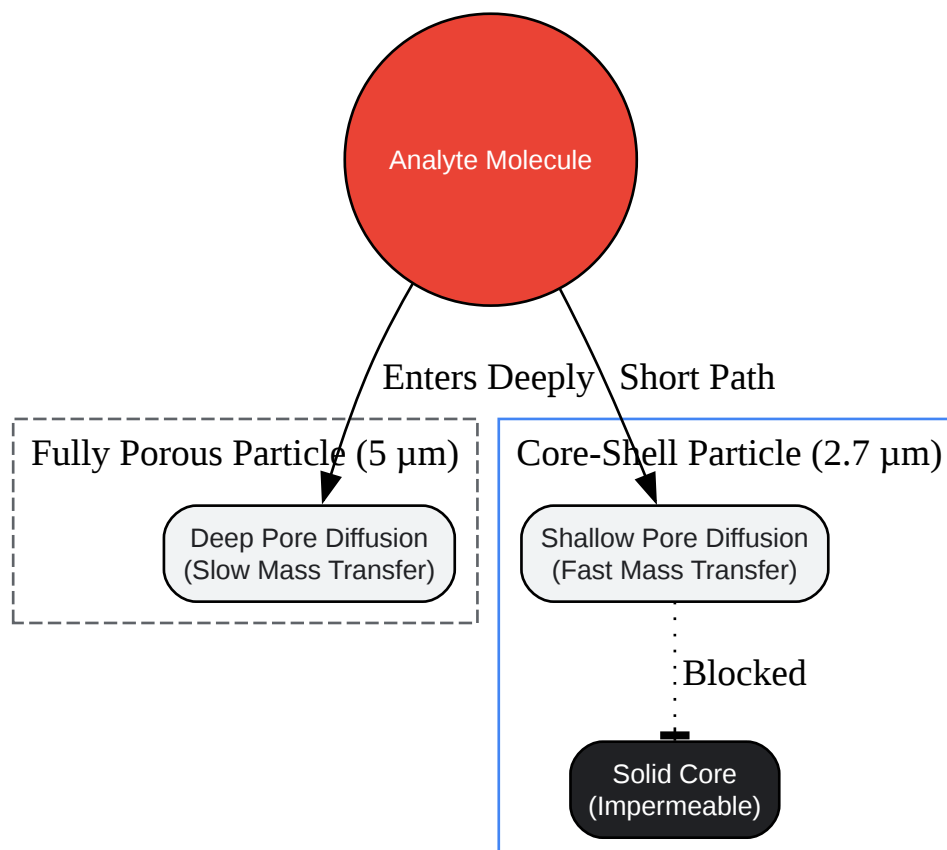 Analyte Molecule
Enters Deeply
Short Path
Fully Porous Particle (5 µm)
Core-Shell Particle (2.7 µm)
Deep Pore Diffusion
(Slow Mass Transfer)
Shallow Pore Diffusion
(Fast Mass Transfer)
Blocked
Solid Core
(Impermeable)